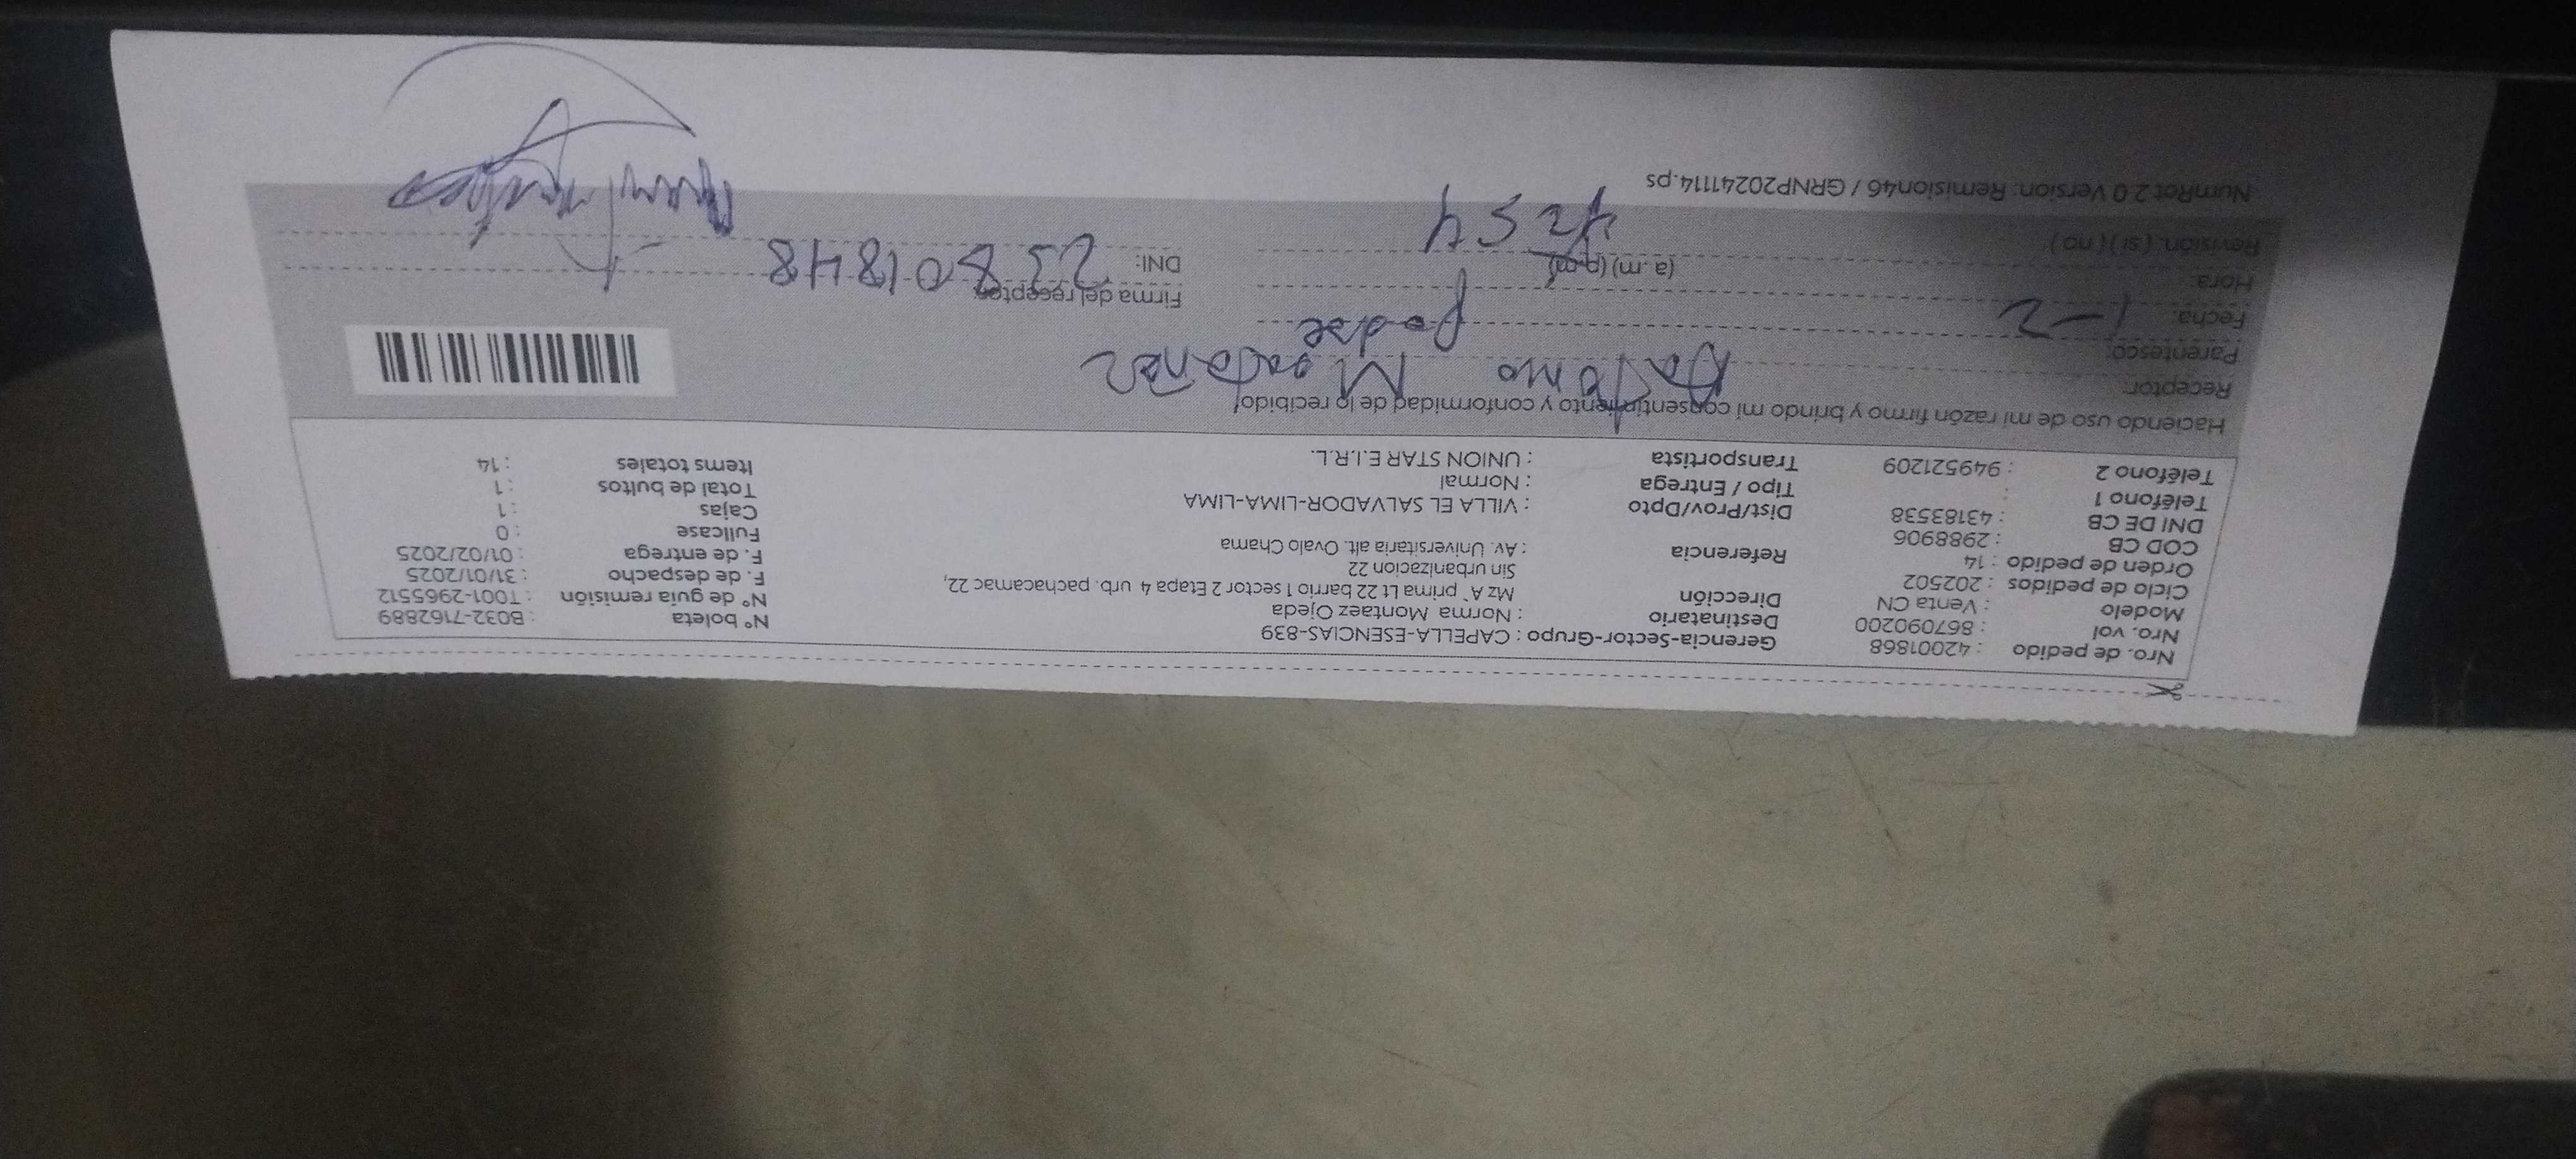 Nro. de pedido : 42001868 Gerencia-Sector-Grupo : CAPELLA-ESENCIAS-839 N° boleta : B032-7162889
Nro. vol : 867090200 Destinatario : Norma Montaez Ojeda N° de guia remisión : T001-2965512
Modelo : Venta CN Dirección Mz A` prima Lt 22 barrio 1 sector 2 Etapa 4 urb. pachacamac 22, F. de despacho : 31/01/2025
Ciclo de pedidos : 202502 Sin urbanizacion 22 F. de entrega : 01/02/2025
Orden de pedido : 14 Referencia : Av. Universitaria alt. Ovalo Chama Fullcase : 0
COD CB : 2988906 Dist/Prov/Dpto : VILLA EL SALVADOR-LIMA-LIMA Cajas : 1
DNI DE CB : 43183538 Tipo / Entrega : Normal Total de bultos : 1
Teléfono 1 : Transportista : UNION STAR E.I.R.L. Items totales : 14
Teléfono 2 : 949521209
Haciendo uso de mi razón firmo y brindo mi consentimiento y conformidad de lo recibido
Receptor: Antonio Montañez
Parentesco: padre
Fecha: 1-2 Firma del receptor:
Hora: (a.m) (p.m) 4254 DNI: 23801848
Revisión. (si) (no)
NumRot 2.0 Version: Remision46 / GRNP20241114.ps